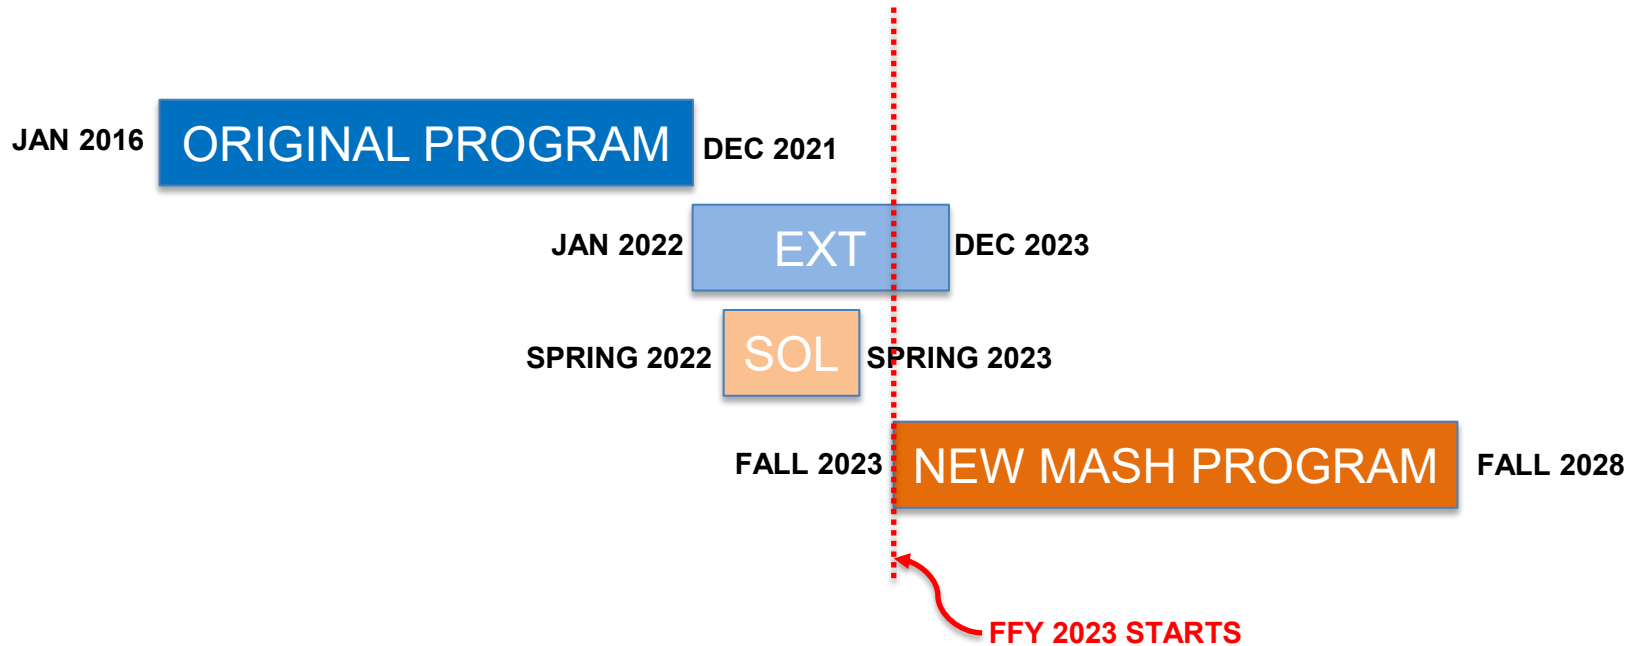 JAN 2016 ORIGINAL PROGRAM DEC 2021
JAN 2022 EXT DEC 2023
SPRING 2022 SOL SPRING 2023
FALL 2023 NEW MASH PROGRAM FALL 2028
FFY 2023 STARTS